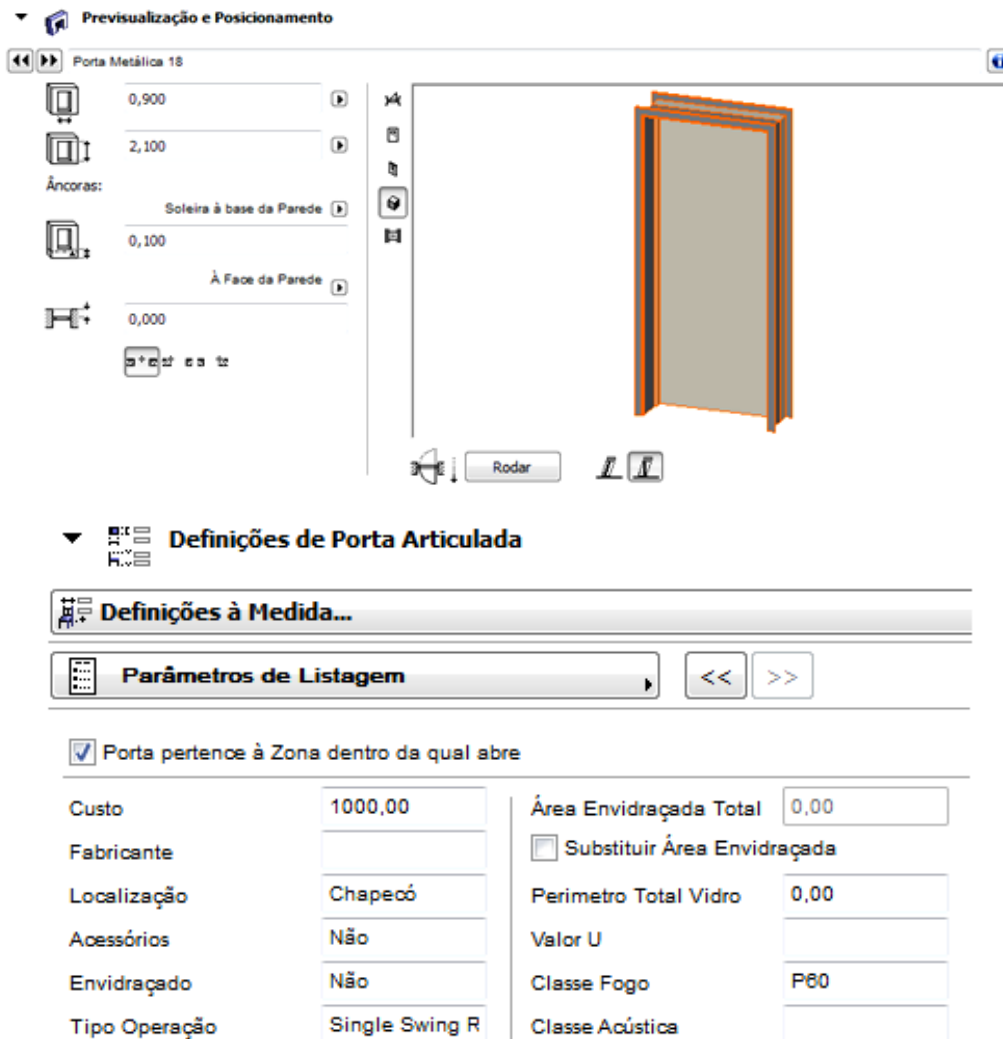 Previsualização e Posicionamento
Porta Metálica 18
0,900
2,100
Âncoras:
Soleira à base da Parede
0,100
À Face da Parede
0,000
Rodar
Definições de Porta Articulada
Definições à Medida...
Parâmetros de Listagem
<< >>
Porta pertence à Zona dentro da qual abre
Custo 1000,00
Fabricante
Localização Chapecó
Acessórios Não
Envidraçado Não
Tipo Operação Single Swing R
Área Envidraçada Total 0,00
Substituir Área Envidraçada
Perimetro Total Vidro 0,00
Valor U
Classe Fogo P60
Classe Acústica